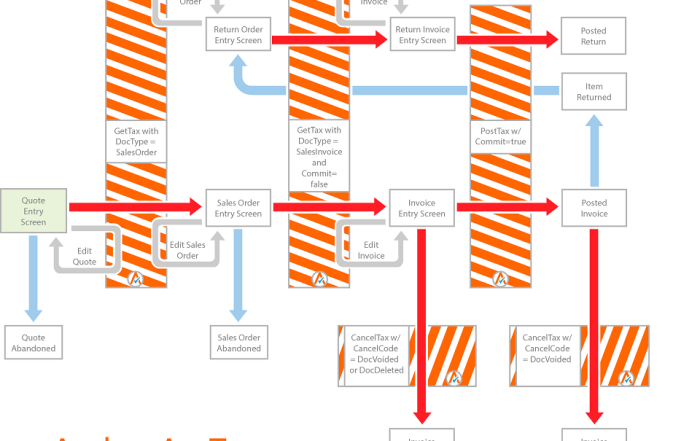 Order
Invoice
Return Order
Entry Screen
Return Invoice
Entry Screen
Posted
Return
Item
Returned
GetTax with
DocType =
SalesOrder
GetTax with
DocType =
SalesInvoice
and
Commit=
false
PostTax w/
Commit=true
Quote
Entry
Screen
Sales Order
Entry Screen
Invoice
Entry Screen
Posted
Invoice
Edit
Quote
Edit Sales
Order
Edit
Invoice
Quote
Abandoned
Sales Order
Abandoned
CancelTax w/
CancelCode
= DocVoided
or DocDeleted
CancelTax w/
CancelCode
= DocVoided
Invoice
Invoice